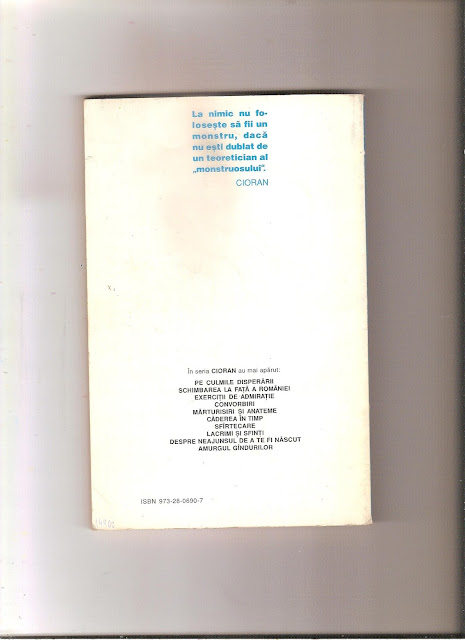 La nimic nu fo-
losește să fii un
monstru, dacă
nu ești dublat de
un teoretician al
„monstruosului".
CIORAN
În seria CIORAN au mai apărut:
PE CULMILE DISPERĂRII
SCHIMBAREA LA FAȚĂ A ROMÂNIEI
EXERCIȚII DE ADMIRAȚIE
CONVORBIRI
MĂRTURISIRI ȘI ANATEME
CĂDEREA ÎN TIMP
SFÎRTECARE
LACRIMI ȘI SFINȚI
DESPRE NEAJUNSUL DE A TE FI NĂSCUT
AMURGUL GÎNDURILOR
ISBN 973-28-0690-7